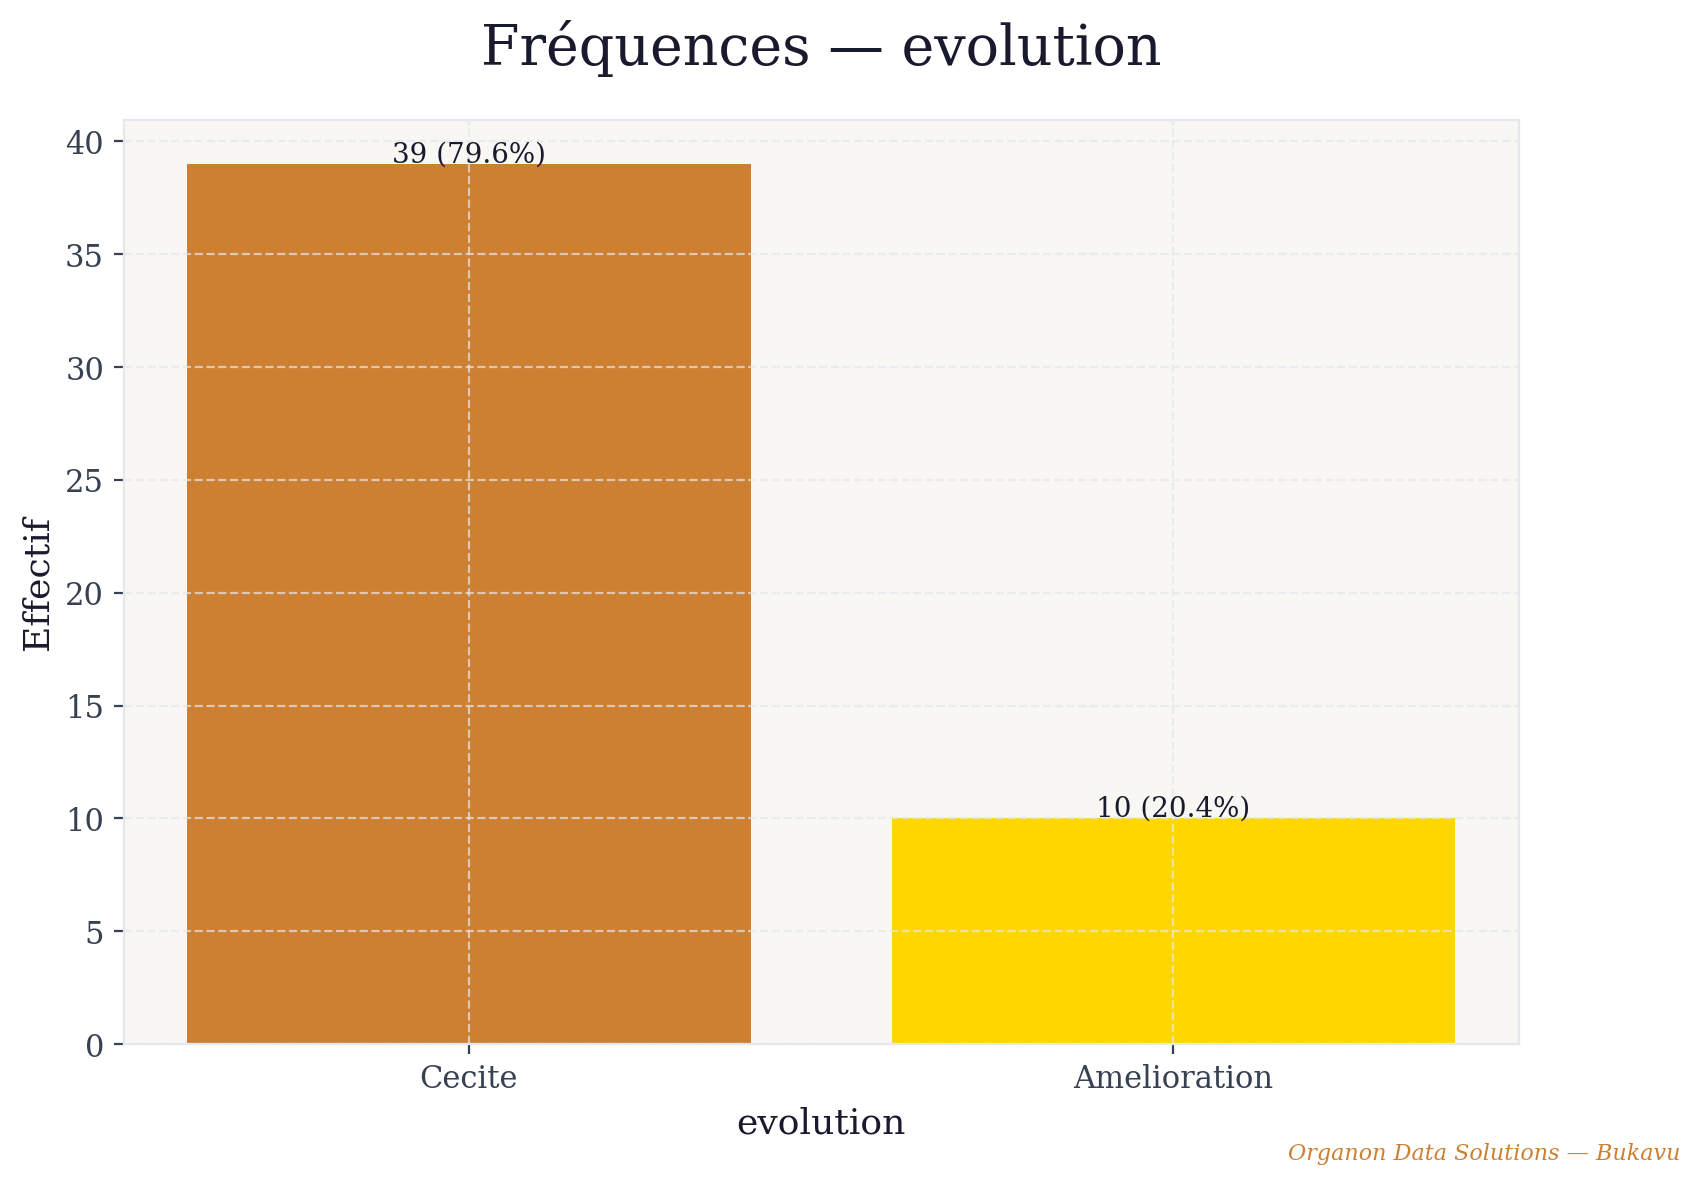 Fréquences — evolution
40
35
30
25
20
15
10
5
0
Effectif
39 (79.6%)
10 (20.4%)
Cecite
Amelioration
evolution
Organon Data Solutions — Bukavu